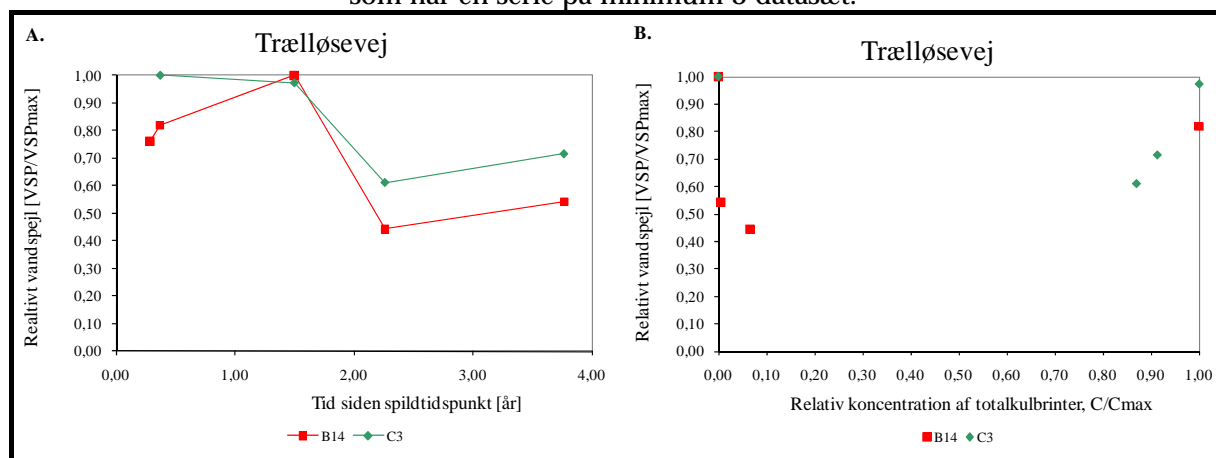 A.
Trælløsevej
Realtivt vandspejl [VSP/VSPmax]
1,00
0,90
0,80
0,70
0,60
0,50
0,40
0,30
0,20
0,10
0,00
0,00 1,00 2,00 3,00 4,00
Tid siden spildtidspunkt [år]
B14 C3
B.
Trælløsevej
Relativt vandspejl [VSP/VSPmax]
1,00
0,90
0,80
0,70
0,60
0,50
0,40
0,30
0,20
0,10
0,00
0,00 0,10 0,20 0,30 0,40 0,50 0,60 0,70 0,80 0,90 1,00
Relativ koncentration af totalkulbrinter, C/Cmax
B14 C3